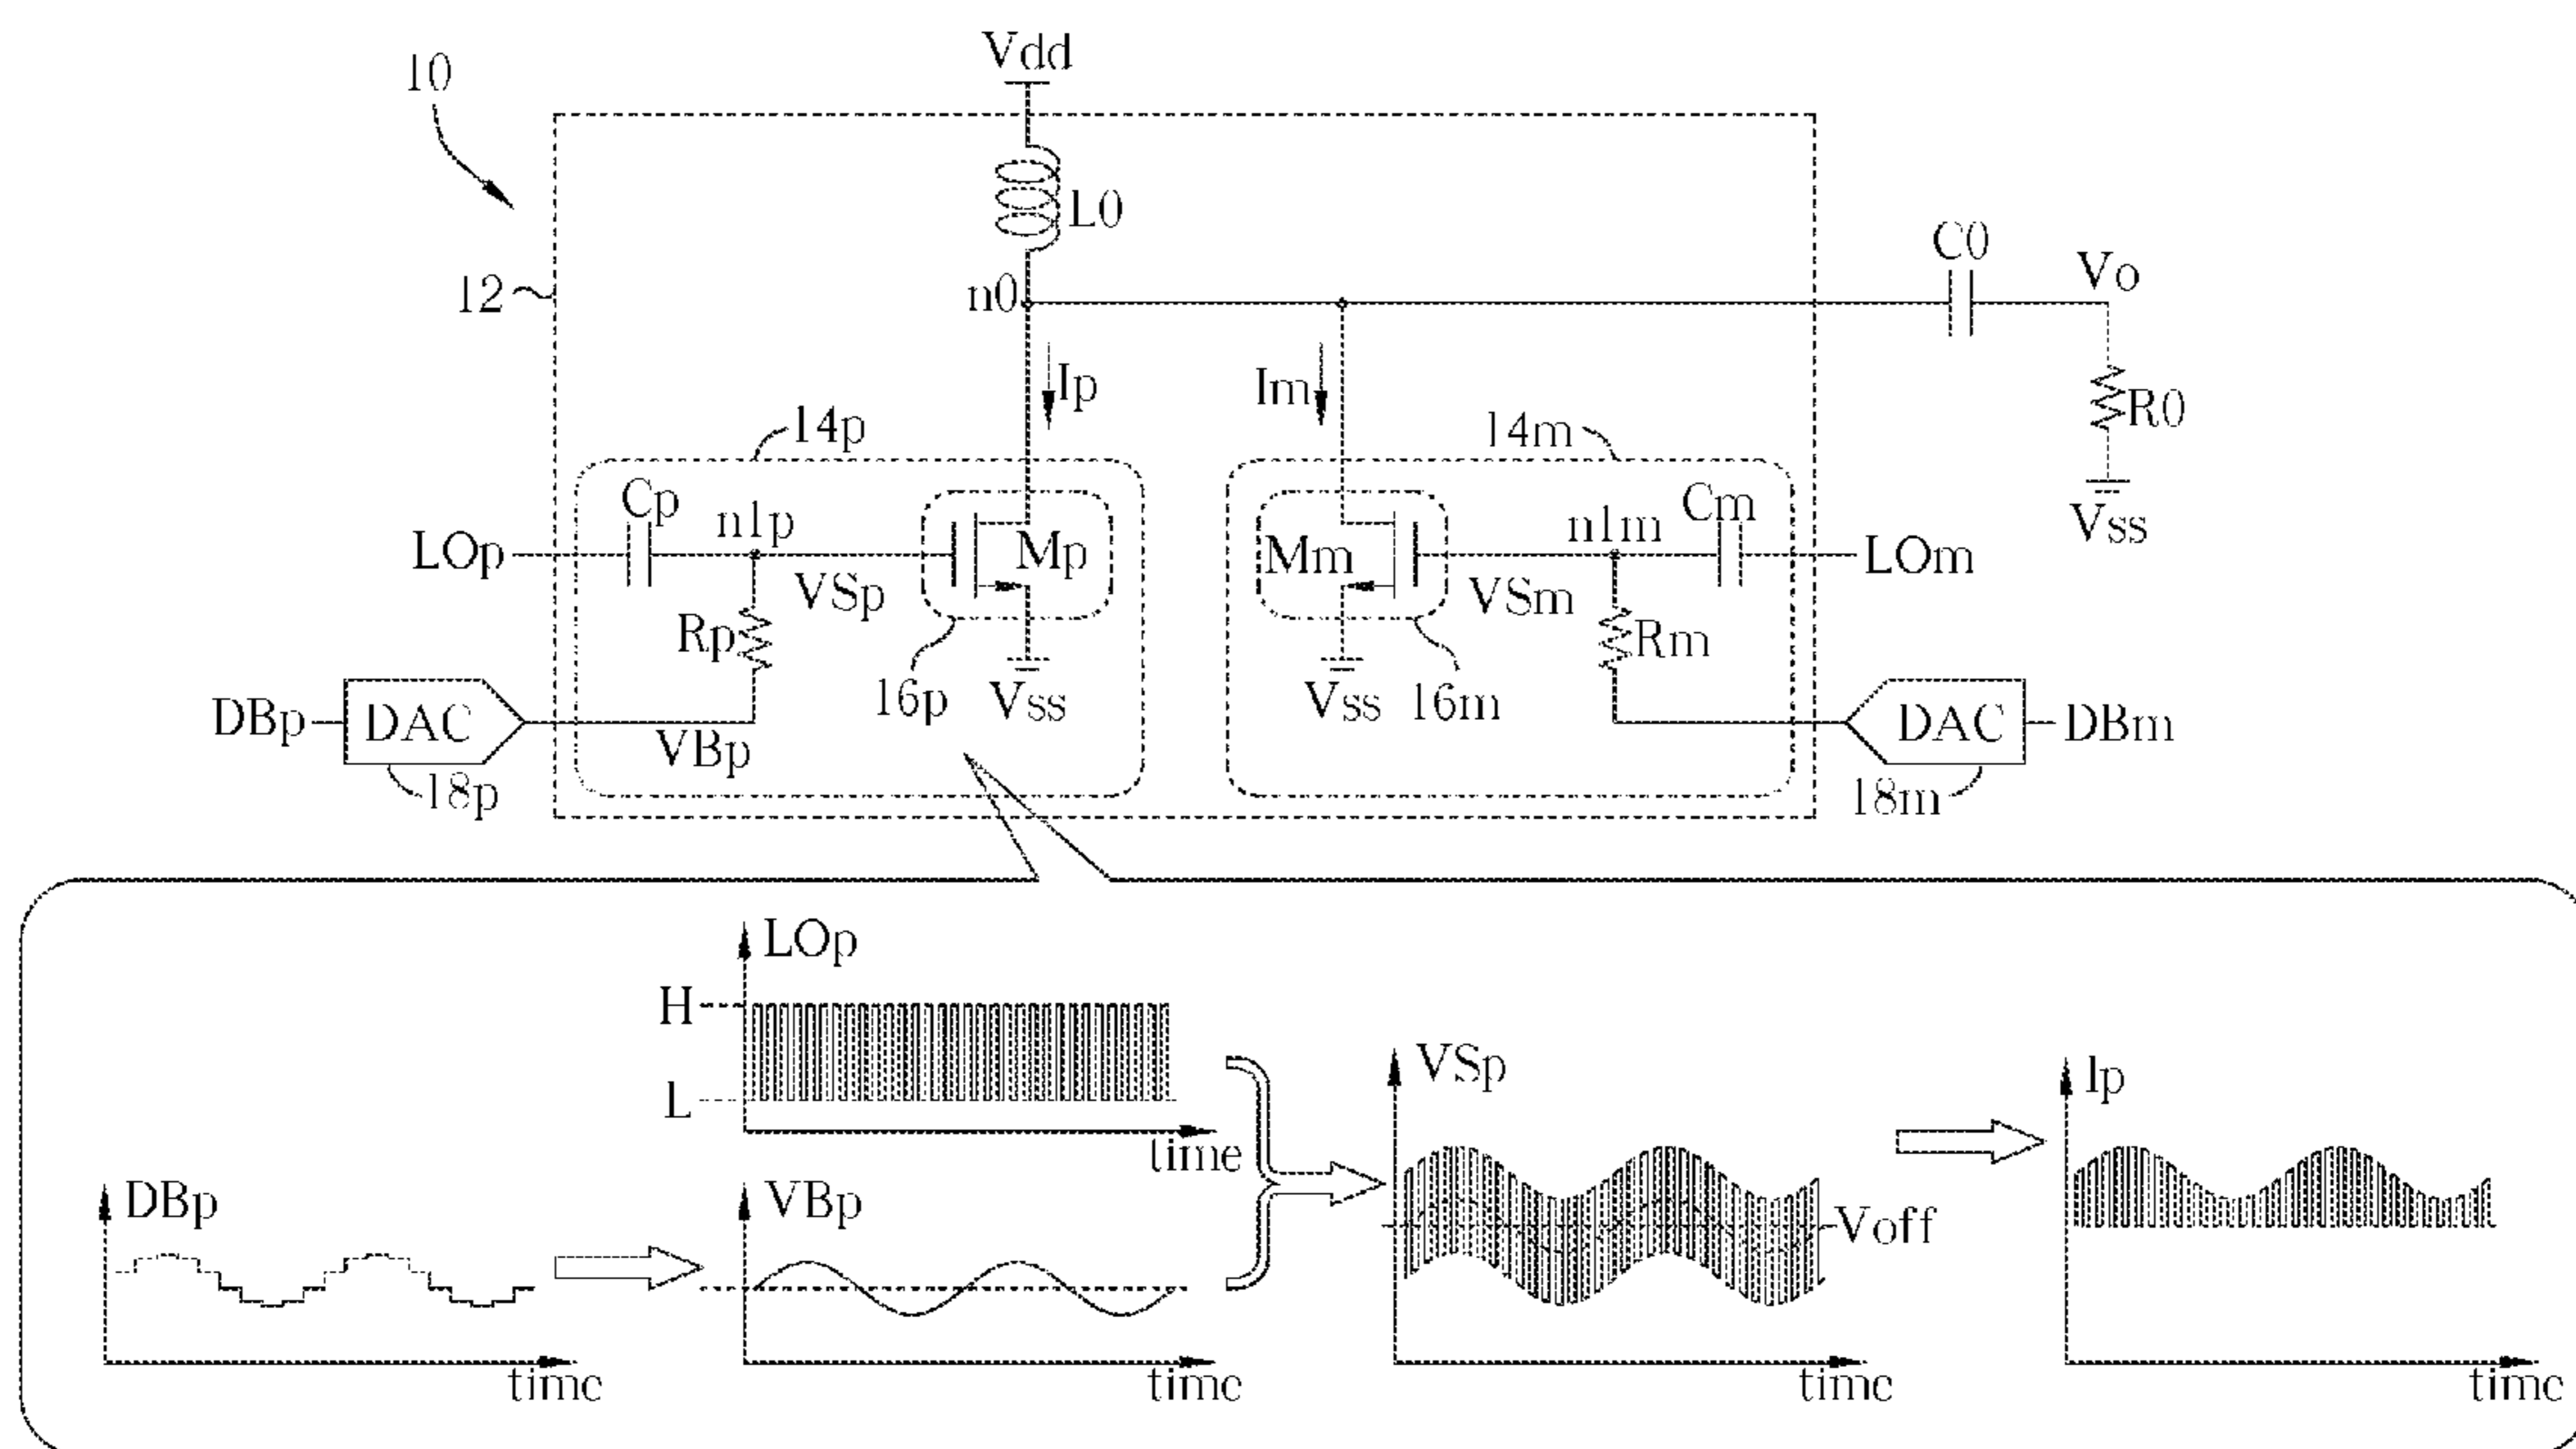 Vdd
10
L0
C0
Vo
12
n0
Ip
Im
R0
14p
14m
Vss
Cp
n1p
Mp
Mm
n1m
Cm
LOp
VSp
VSm
LOm
Rp
Rm
16p
Vss
Vss
16m
DBp
DAC
VBp
DAC
DBm
18p
18m
LOp
H
L
time
VSp
Ip
DBp
VBp
Voff
time
time
time
time